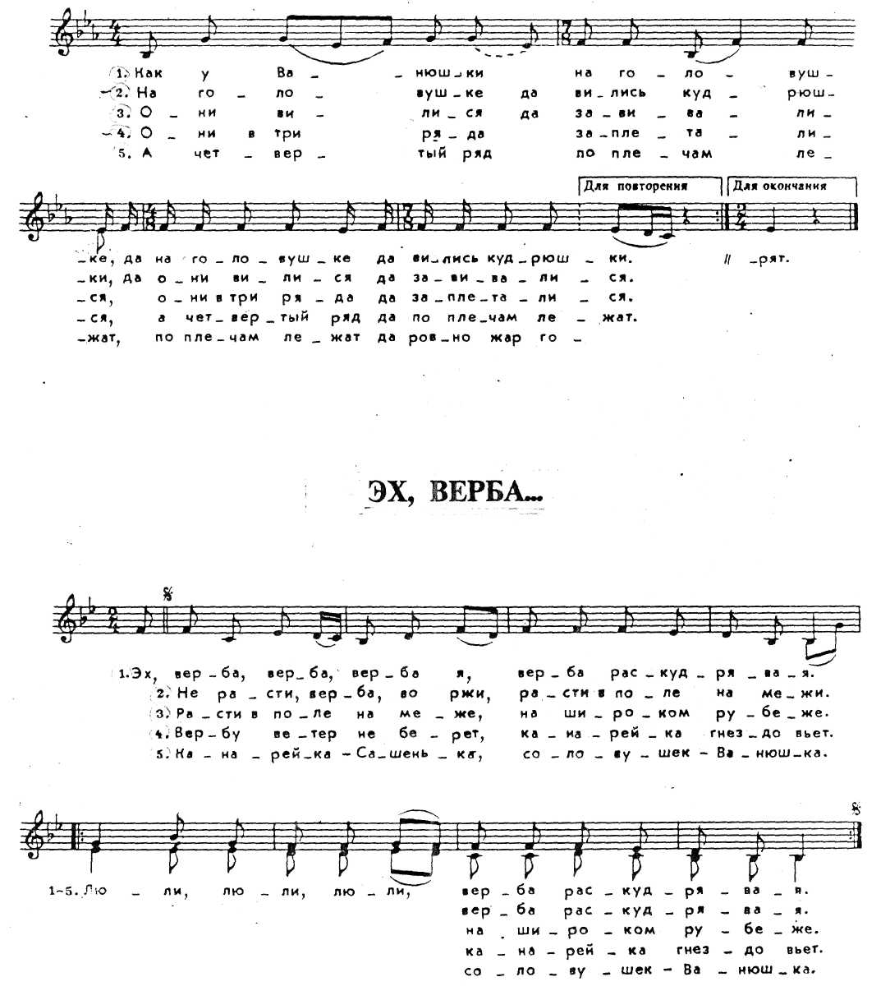 4/4 7/8
1. Как у Ва - - нюш - ки на го - ло - вуш -
2. На го - ло - вуш - ке да ви - лись куд - рюш -
3. О - ни ви - ли - ся да за - ви - ва - ли -
4. О - ни в три ря - да за - пле - та - ли -
5. А чет - вер - тый ряд по пле - чам ле -
Для повторения Для окончания
4/8 7/8 2/4
- ке, да на го - ло - вуш - ке да ви - лись куд - рюш - ки. // - рят.
- ки, да о - ни ви - ли - ся да за - ви - ва - ли - ся.
- ся, о - ни в три ря - да да за - пле - та - ли - ся.
- ся, а чет - вер - тый ряд да по пле - чам ле - жат.
- жат, по пле - чам ле - жат да ров - но жар го -
ЭХ, ВЕРБА...
2/4
1. Эх, вер - ба, вер - ба, вер - ба я, вер - ба рас - куд - ря - ва - я.
2. Не ра - сти, вер - ба, во ржи, ра - сти в по - ле на ме - жи.
3. Ра - сти в по - ле на ме - же, на ши - ро - ком ру - бе - же.
4. Вер - бу ве - тер не бе - рет, ка - на - рей - ка гнез - до вьет.
5. Ка - на - рей - ка - Са - шень - ка, со - ло - ву - шек - Ва - нюш - ка.
1-5. Лю - ли, лю - ли, лю - ли, вер - ба рас - куд - ря - ва - я.
вер - ба рас - куд - ря - ва - я.
на ши - ро - ком ру - бе - же.
ка - на - рей - ка гнез - до вьет.
со - ло - ву - шек - Ва - нюш - ка.